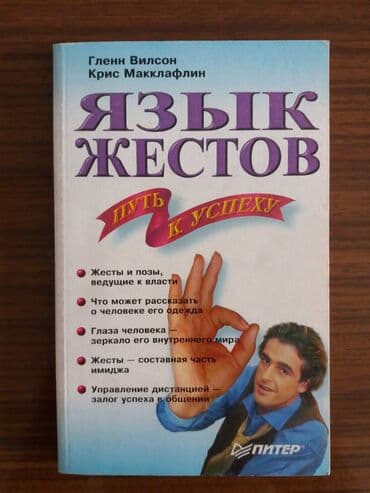 Гленн Вилсон
Крис Макклафлин
ЯЗЫК
ЖЕСТОВ
ПУТЬ К УСПЕХУ
Жесты и позы,
ведущие к власти
Что может рассказать
о человеке его одежда
Глаза человека –
зеркало его внутреннего мира
Жесты – составная часть
имиджа
Управление дистанцией –
залог успеха в общении
ПИТЕР